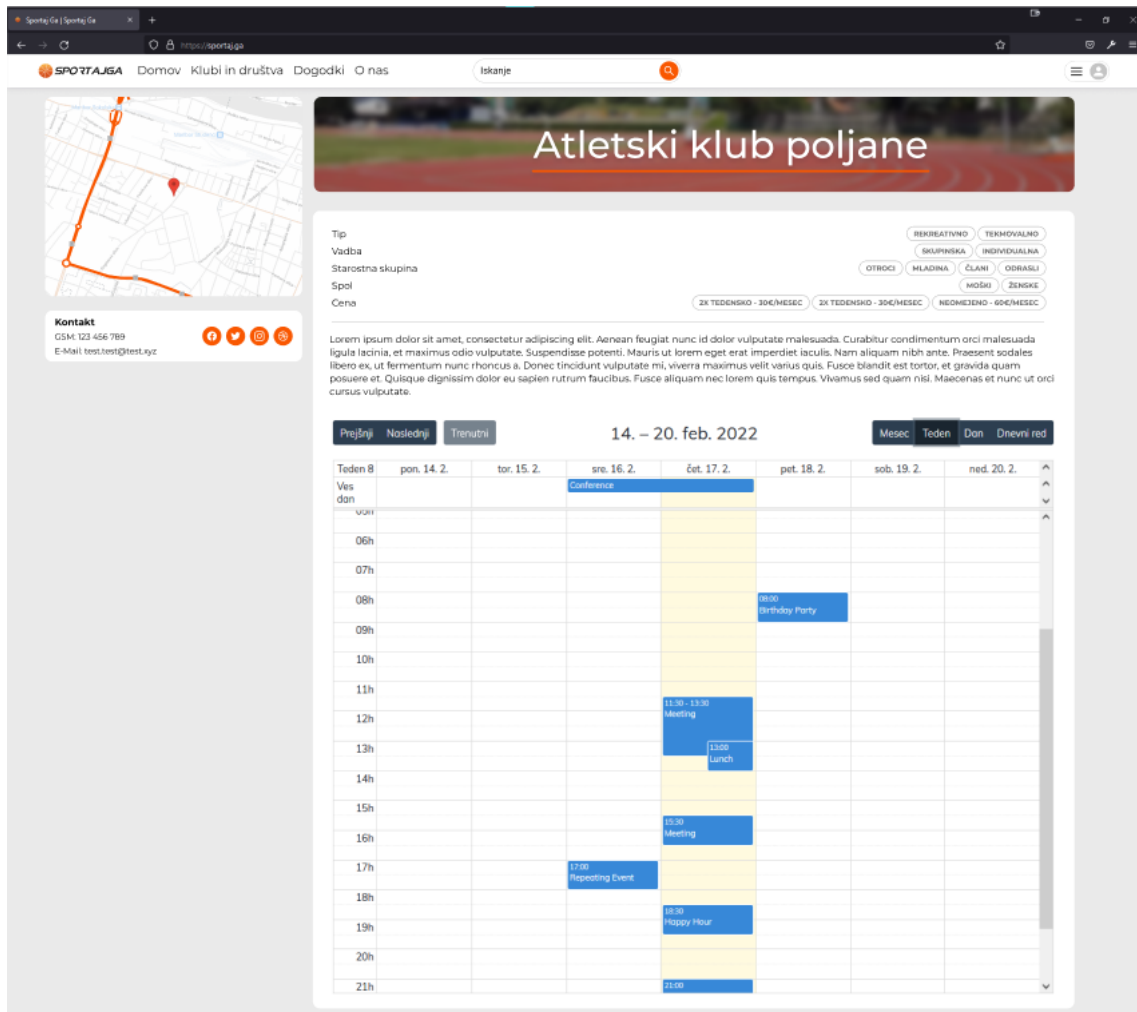 Sportaj Ga | Sportaj Ga
https://sportaj.ga
SPORTAJGA Domov Klubi in društva Dogodki O nas Iskanje
Atletski klub poljane
Tip REKREATIVNO TEKMOVALNO
Vadba SKUPINSKA INDIVIDUALNA
Starostna skupina OTROCI MLADINA ČLANI ODRASLI
Spol MOŠKI ŽENSKE
Cena 2X TEDENSKO - 30€/MESEC 2X TEDENSKO - 30€/MESEC NEOMEJENO - 60€/MESEC
Kontakt
GSM: 123 456 789
E-Mail: test.test@test.xyz
Lorem ipsum dolor sit amet, consectetur adipiscing elit. Aenean feugiat nunc id dolor vulputate malesuada. Curabitur condimentum orci malesuada
ligula lacinia, et maximus odio vulputate. Suspendisse potenti. Mauris ut lorem eget erat imperdiet iaculis. Nam aliquam nibh ante. Praesent sodales
libero ex, ut fermentum nunc rhoncus a. Donec tincidunt vulputate mi, viverra maximus velit varius quis. Fusce blandit est tortor, et gravida quam
posuere et. Quisque dignissim dolor eu sapien rutrum faucibus. Fusce aliquam nec lorem quis tempus. Vivamus sed quam nisi. Maecenas et nunc ut orci
cursus vulputate.
Prejšnji Naslednji Trenutni 14. – 20. feb. 2022 Mesec Teden Dan Dnevni red
Teden 8 pon. 14. 2. tor. 15. 2. sre. 16. 2. čet. 17. 2. pet. 18. 2. sob. 19. 2. ned. 20. 2.
Ves
dan
Conference
05h
06h
07h
08h
08:00
Birthday Party
09h
10h
11h
11:30 - 13:30
Meeting
12h
13h
13:00
Lunch
14h
15h
15:30
Meeting
16h
17h
17:00
Repeating Event
18h
18:30
Happy Hour
19h
20h
21h
21:00